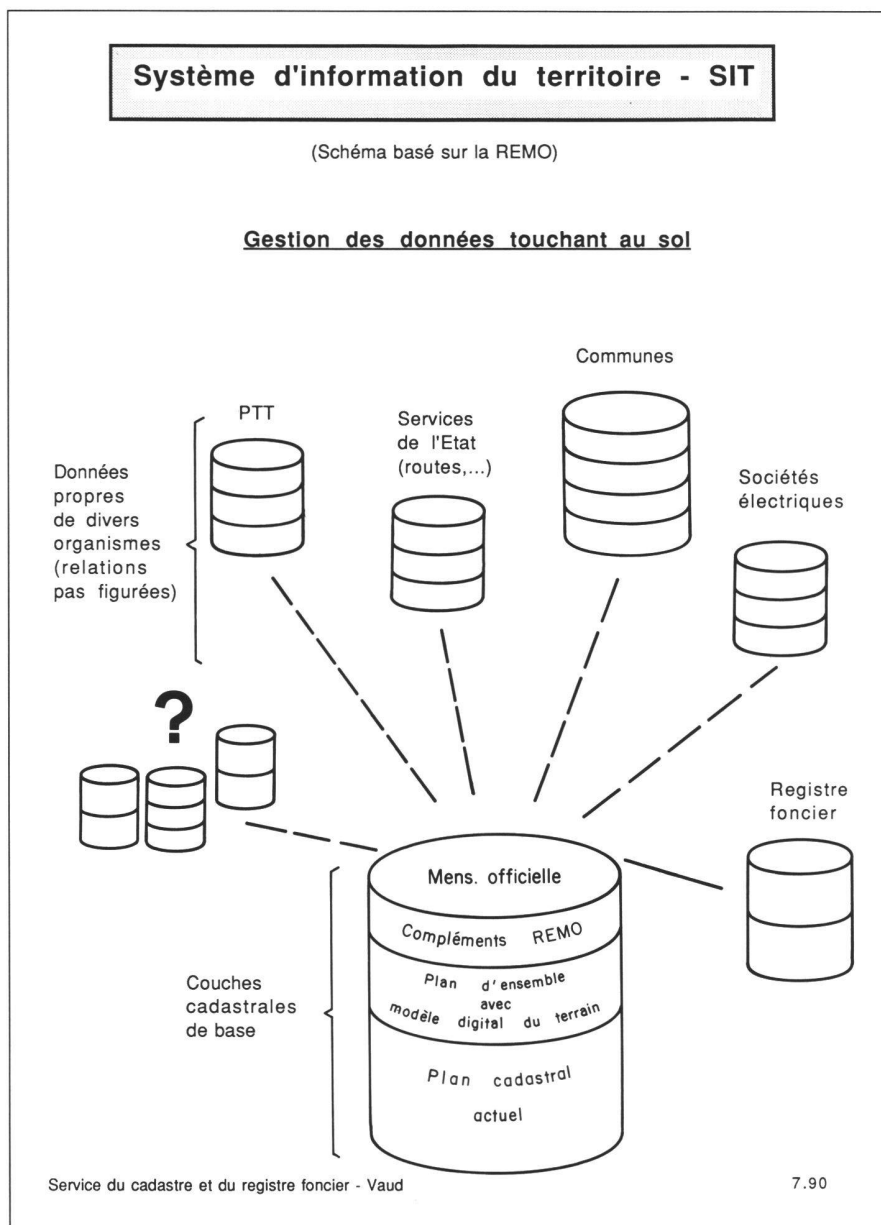 Système d'information du territoire - SIT
(Schéma basé sur la REMO)
Gestion des données touchant au sol
Communes
PTT
Services
de l'Etat
(routes,...)
Données
propres
de divers
organismes
(relations
pas figurées)
Sociétés
électriques
?
Registre
foncier
Mens. officielle
Compléments REMO
Plan d'ensemble
avec
modèle digital du terrain
Couches
cadastrales
de base
Plan cadastral
actuel
Service du cadastre et du registre foncier - Vaud
7.90